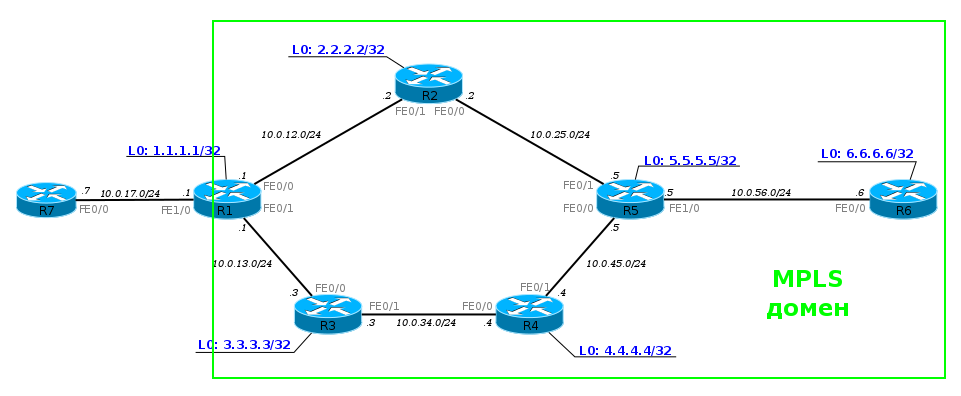 L0: 2.2.2.2/32
R2
.2
.2
FE0/1
FE0/0
10.0.12.0/24
10.0.25.0/24
L0: 1.1.1.1/32
L0: 5.5.5.5/32
L0: 6.6.6.6/32
.7
10.0.17.0/24
.1
.1
FE0/0
FE0/1
.5
.5
10.0.56.0/24
.6
R7
FE0/0
FE1/0
R1
FE0/1
FE0/0
R5
FE1/0
FE0/0
R6
.1
.5
10.0.13.0/24
10.0.45.0/24
MPLS
домен
.3
FE0/0
FE0/1
.4
R3
FE0/1
FE0/0
R4
.3
10.0.34.0/24
.4
L0: 3.3.3.3/32
L0: 4.4.4.4/32